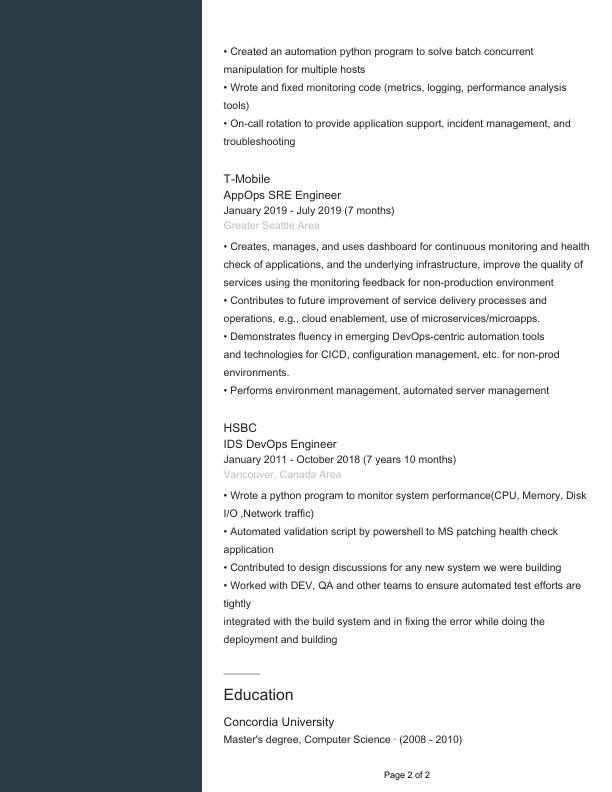 • Created an automation python program to solve batch concurrent
manipulation for multiple hosts
• Wrote and fixed monitoring code (metrics, logging, performance analysis
tools)
• On-call rotation to provide application support, incident management, and
troubleshooting
T-Mobile
AppOps SRE Engineer
January 2019 - July 2019 (7 months)
Greater Seattle Area
• Creates, manages, and uses dashboard for continuous monitoring and health
check of applications, and the underlying infrastructure, improve the quality of
services using the monitoring feedback for non-production environment
• Contributes to future improvement of service delivery processes and
operations, e.g., cloud enablement, use of microservices/microapps.
• Demonstrates fluency in emerging DevOps-centric automation tools
and technologies for CICD, configuration management, etc. for non-prod
environments.
• Performs environment management, automated server management
HSBC
IDS DevOps Engineer
January 2011 - October 2018 (7 years 10 months)
Vancouver, Canada Area
• Wrote a python program to monitor system performance(CPU, Memory, Disk
I/O ,Network traffic)
• Automated validation script by powershell to MS patching health check
application
• Contributed to design discussions for any new system we were building
• Worked with DEV, QA and other teams to ensure automated test efforts are
tightly
integrated with the build system and in fixing the error while doing the
deployment and building
Education
Concordia University
Master's degree, Computer Science · (2008 - 2010)
Page 2 of 2